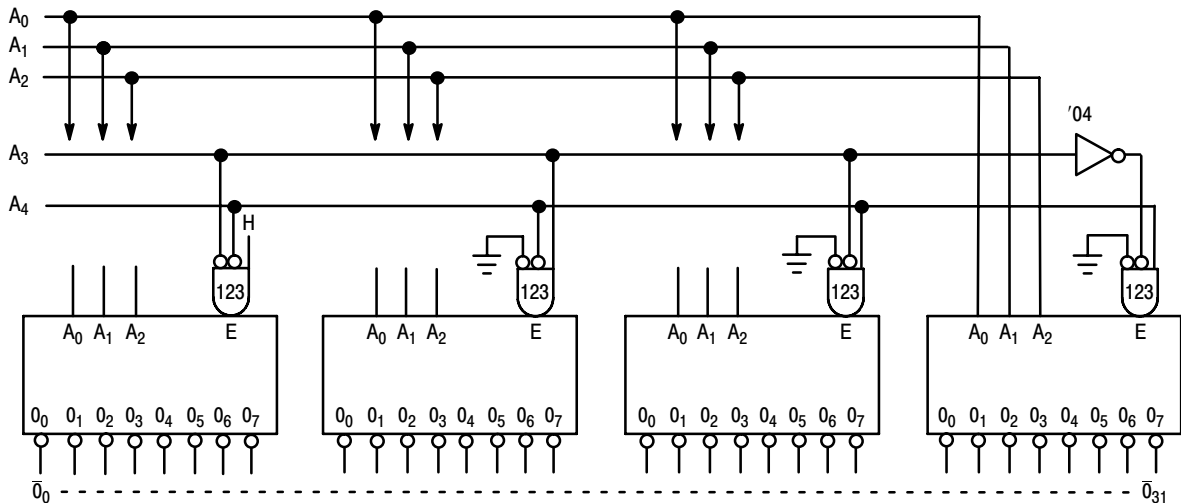 A₀
A₁
A₂
'04
A₃
A₄
H
123 123 123 123
A₀ A₁ A₂ E A₀ A₁ A₂ E A₀ A₁ A₂ E A₀ A₁ A₂ E
0₀ 0₁ 0₂ 0₃ 0₄ 0₅ 0₆ 0₇ 0₀ 0₁ 0₂ 0₃ 0₄ 0₅ 0₆ 0₇ 0₀ 0₁ 0₂ 0₃ 0₄ 0₅ 0₆ 0₇ 0₀ 0₁ 0₂ 0₃ 0₄ 0₅ 0₆ 0₇
0̅₀ 0̅₃₁